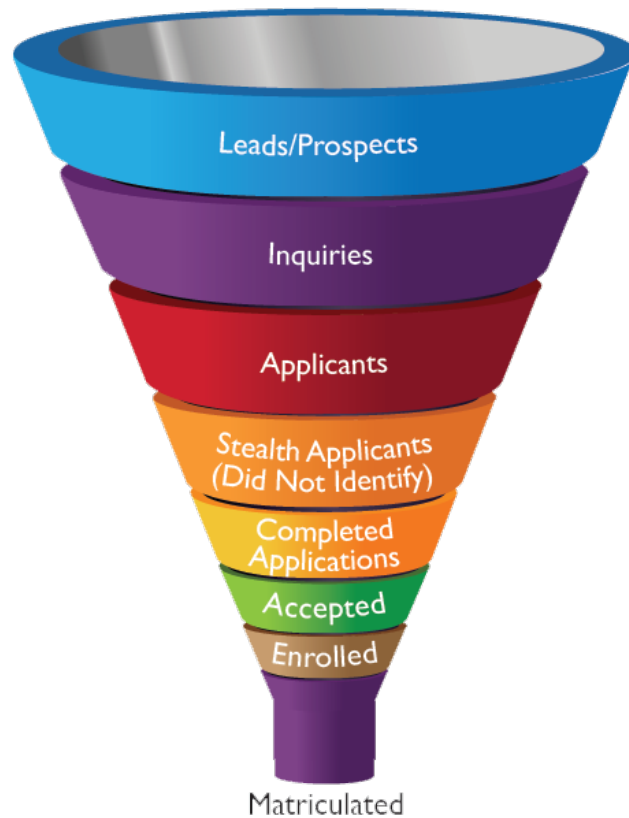 Leads/Prospects
Inquiries
Applicants
Stealth Applicants
(Did Not Identify)
Completed
Applications
Accepted
Enrolled
Matriculated